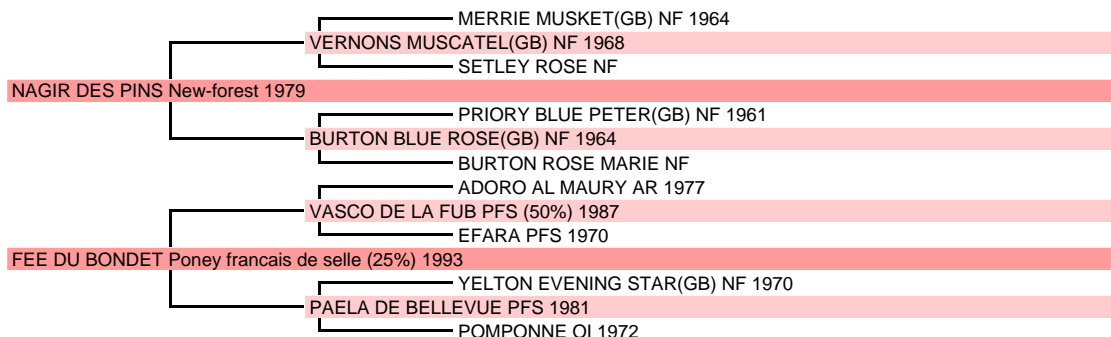 MERRIE MUSKET(GB) NF 1964
VERNONS MUSCATEL(GB) NF 1968
SETLEY ROSE NF
NAGIR DES PINS New-forest 1979
PRIORY BLUE PETER(GB) NF 1961
BURTON BLUE ROSE(GB) NF 1964
BURTON ROSE MARIE NF
ADORO AL MAURY AR 1977
VASCO DE LA FUB PFS (50%) 1987
EFARA PFS 1970
FEE DU BONDET Poney francais de selle (25%) 1993
YELTON EVENING STAR(GB) NF 1970
PAELA DE BELLEVUE PFS 1981
POMPONNE OI 1972